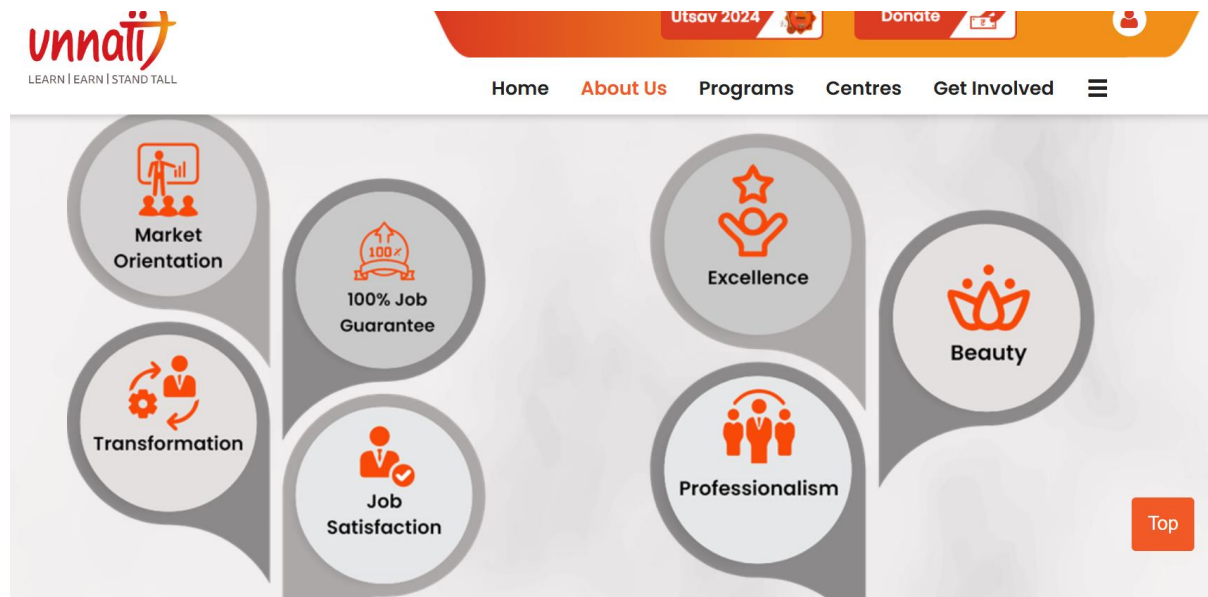 unnati
LEARN | EARN | STAND TALL
Utsav 2024
Donate
Home
About Us
Programs
Centres
Get Involved
Market
Orientation
100%
100% Job
Guarantee
Transformation
Job
Satisfaction
Excellence
Beauty
Professionalism
Top